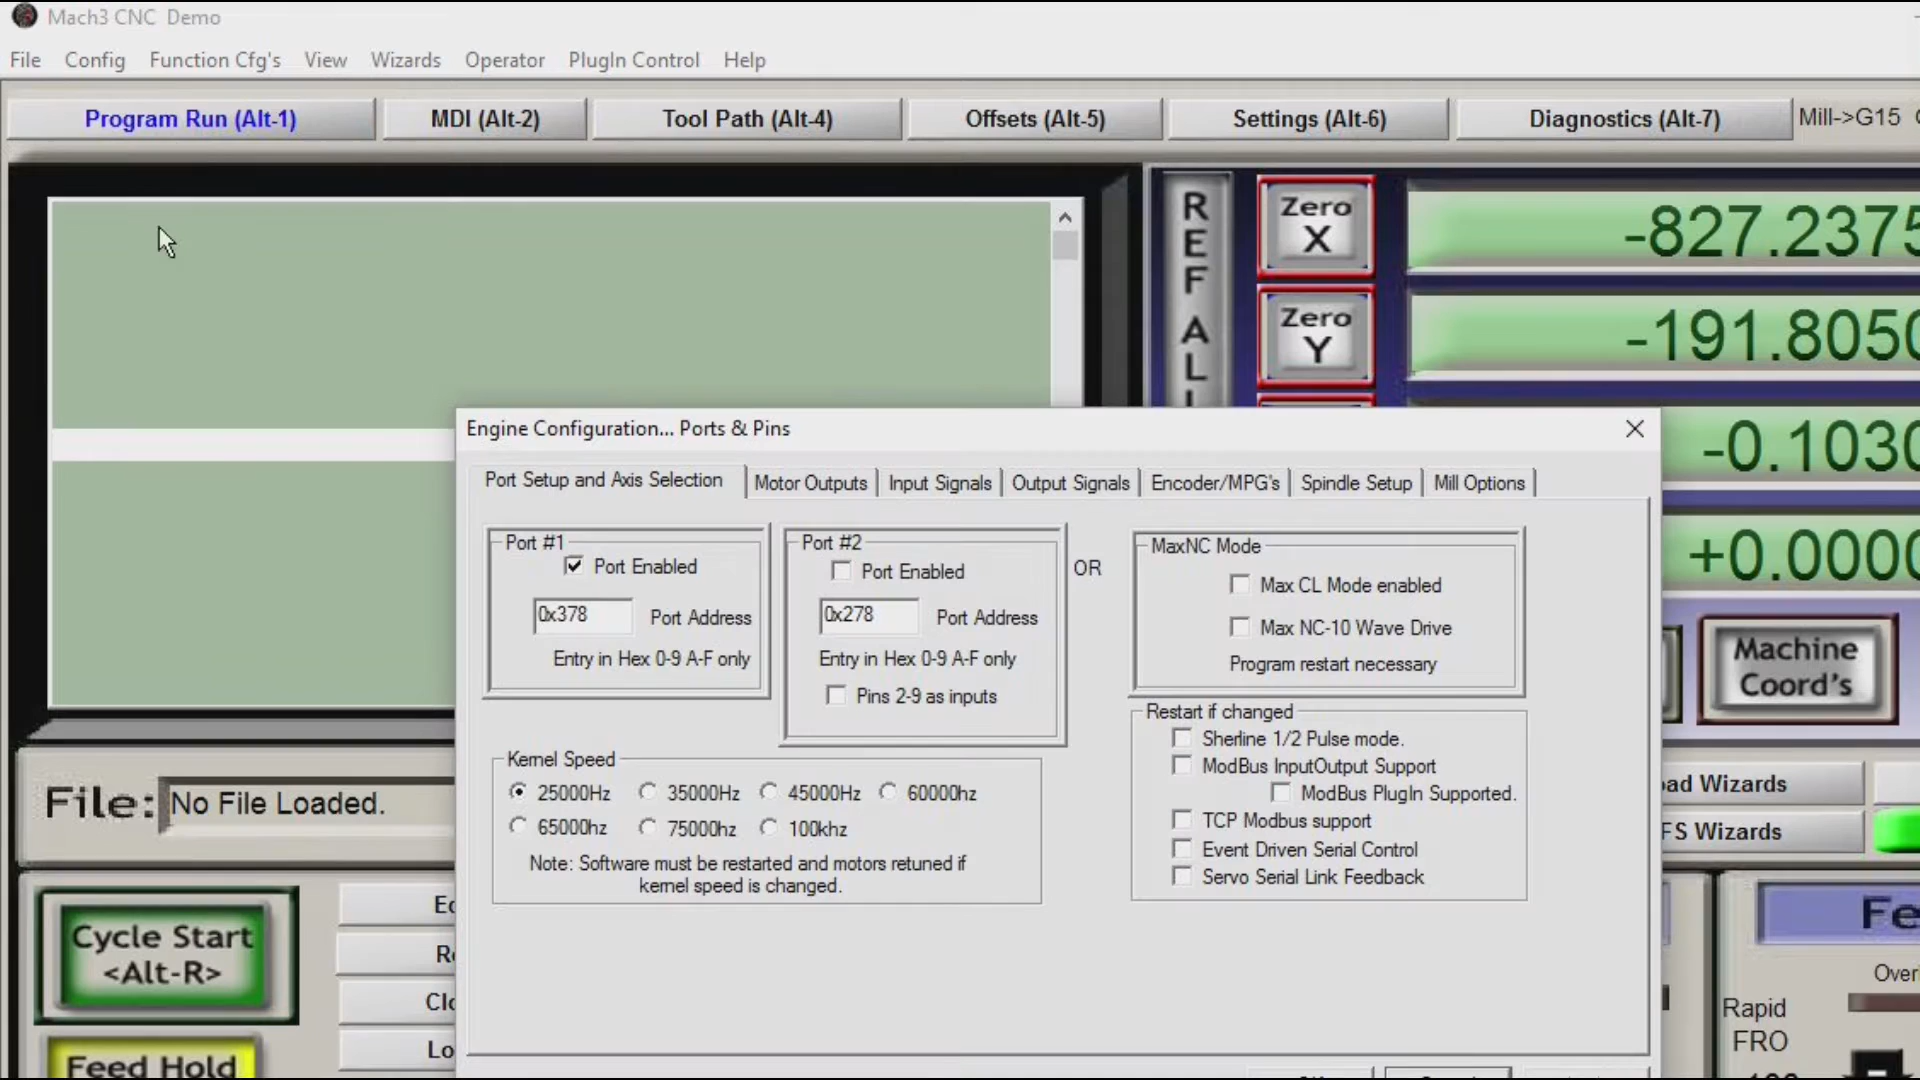 Mach3 CNC Demo
File Config Function Cfg's View Wizards Operator PlugIn Control Help
Program Run (Alt-1) MDI (Alt-2) Tool Path (Alt-4) Offsets (Alt-5) Settings (Alt-6) Diagnostics (Alt-7) Mill->G15
REF ALL
Zero X
-827.2375
Zero Y
-191.8050
-0.1030
+0.0000
Machine
Coord's
Engine Configuration... Ports & Pins
Port Setup and Axis Selection Motor Outputs Input Signals Output Signals Encoder/MPG's Spindle Setup Mill Options
Port #1
Port Enabled
0x378 Port Address
Entry in Hex 0-9 A-F only
Port #2
Port Enabled
0x278 Port Address
Entry in Hex 0-9 A-F only
Pins 2-9 as inputs
OR
MaxNC Mode
Max CL Mode enabled
Max NC-10 Wave Drive
Program restart necessary
Restart if changed
Sherline 1/2 Pulse mode.
ModBus InputOutput Support
ModBus PlugIn Supported.
TCP Modbus support
Event Driven Serial Control
Servo Serial Link Feedback
Kernel Speed
25000Hz 35000Hz 45000Hz 60000hz
65000hz 75000hz 100khz
Note: Software must be restarted and motors retuned if
kernel speed is changed.
File: No File Loaded.
Wizards
FS Wizards
Cycle Start
<Alt-R>
Feed Hold
Rapid
FRO